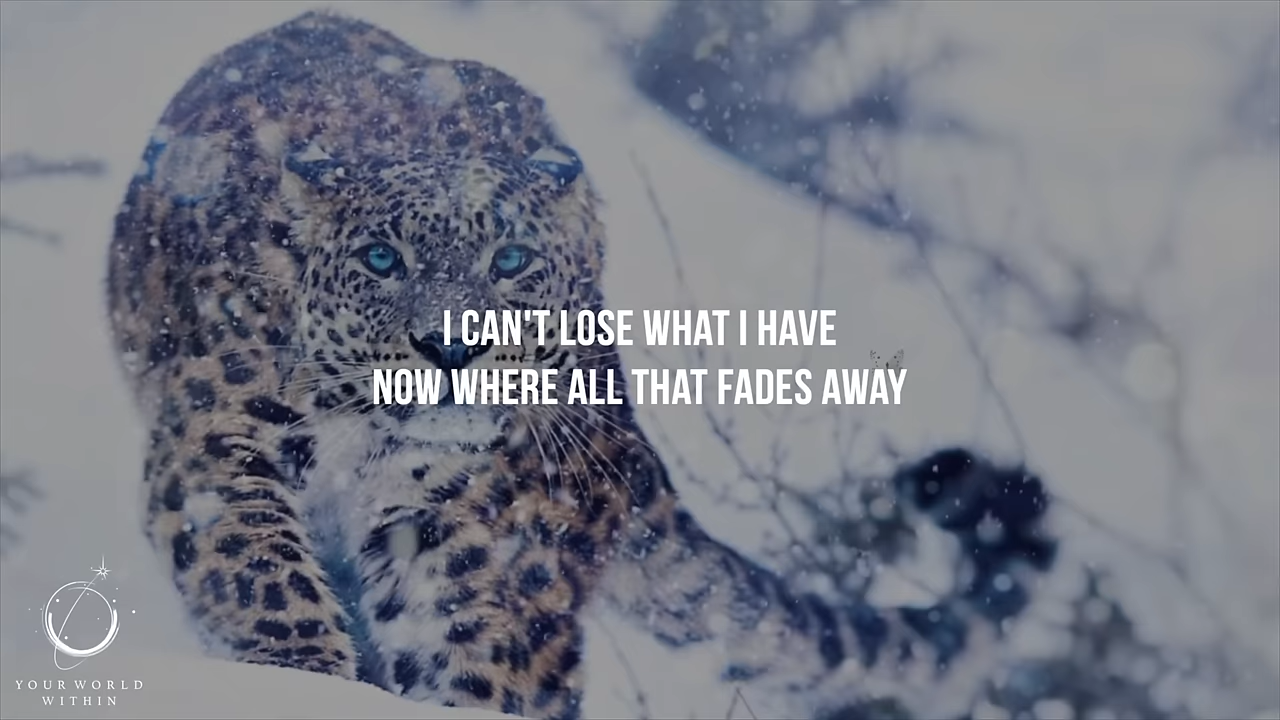 I CAN'T LOSE WHAT I HAVE
NOW WHERE ALL THAT FADES AWAY
YOUR WORLD
WITHIN